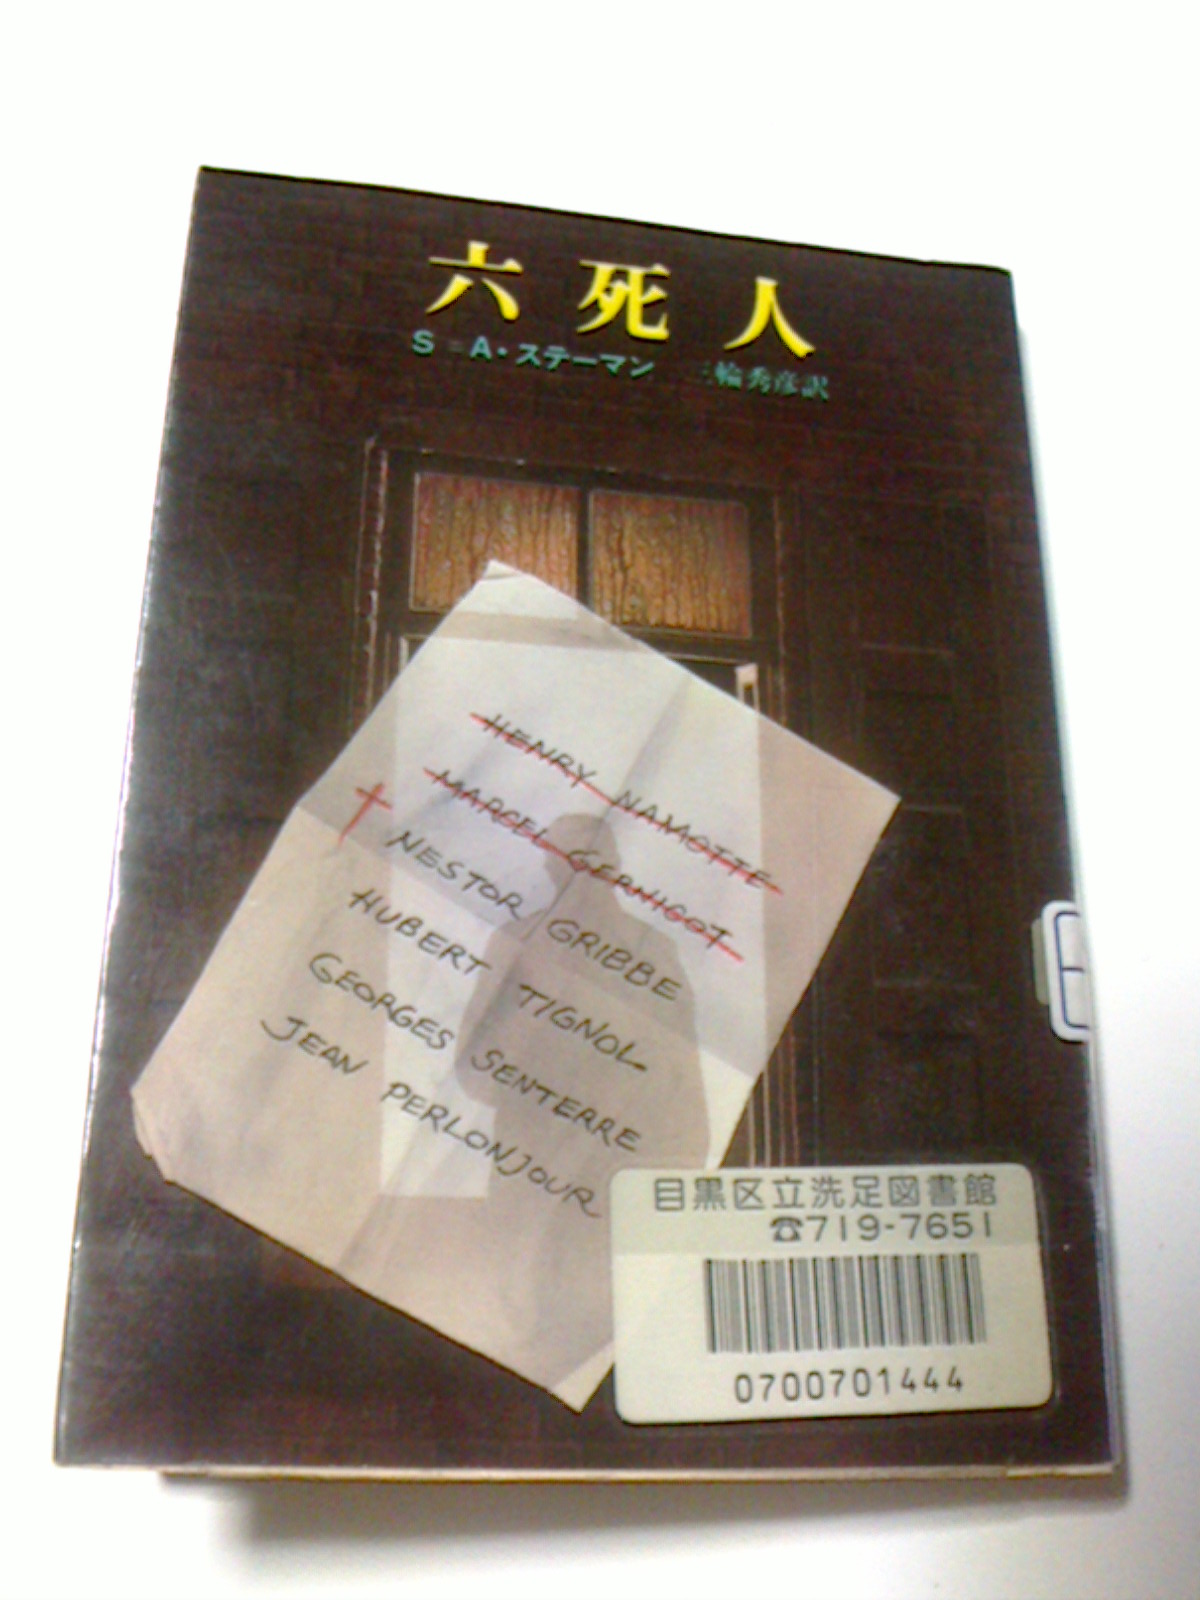 六死人
S=A・ステーマン 三輪秀彦訳
HENRY NAMOTTE
MARCEL GERNICOT
NESTOR GRIBBE
HUBERT TIGNOL
GEORGES SENTERRE
JEAN PERLONJOUR
目黒区立洗足図書館
☎719-7651
0700701444